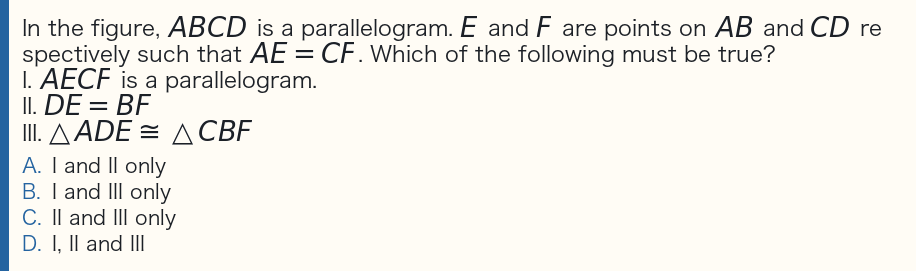 In the figure, ABCD is a parallelogram. E and F are points on AB and CD re
spectively such that AE = CF. Which of the following must be true?
I. AECF is a parallelogram.
II. DE = BF
III. △ADE ≅ △CBF
A. I and II only
B. I and III only
C. II and III only
D. I, II and III